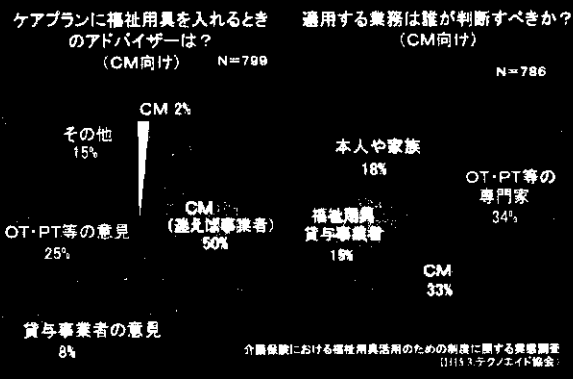 ケアプランに福祉用具を入れるとき
のアドバイザーは？
（CM向け） N=799
CM 2%
その他
15%
CM
(迷えば事業者)
50%
OT・PT等の意見
25%
貸与事業者の意見
8%
適用する業務は誰が判断すべきか？
（CM向け）
N=786
本人や家族
18%
OT・PT等の
専門家
34%
福祉用具
貸与事業者
15%
CM
33%
介護保険における福祉用具活用のための制度に関する実態調査
(H15.3.テクノエイド協会)